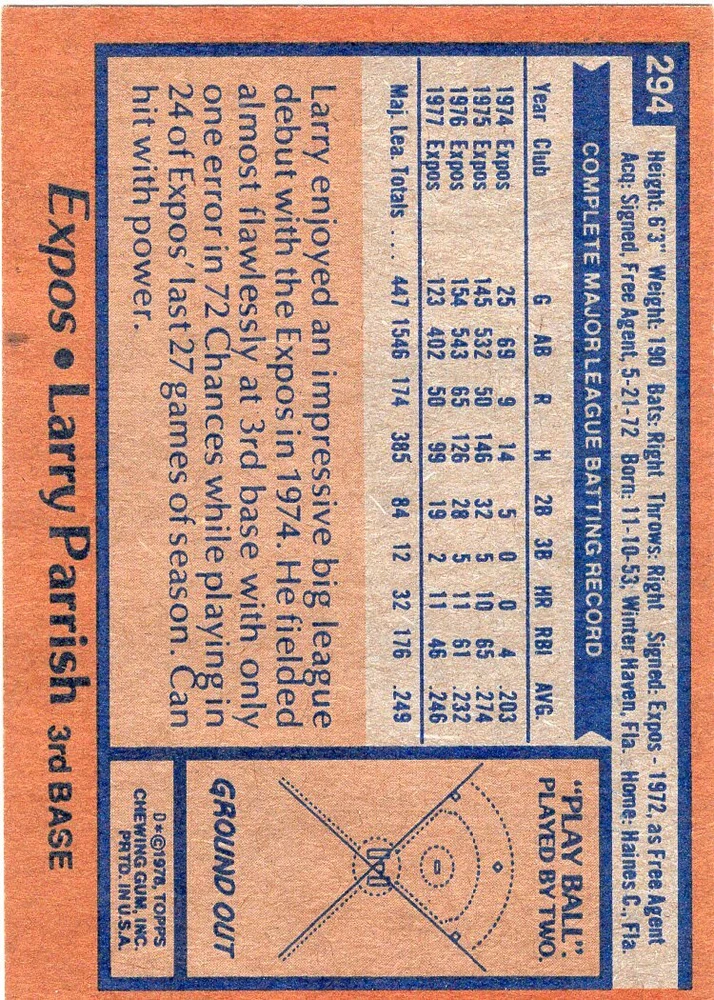 294
Height: 6'3" Weight: 190 Bats: Right Throws: Right Signed: Expos - 1972, as Free Agent
Acq: Signed, Free Agent, 5-21-72 Born: 11-10-53, Winter Haven, Fla. Home: Haines C., Fla.
COMPLETE MAJOR LEAGUE BATTING RECORD
Year Club G AB R H 2B 3B HR RBI AVG.
1974 Expos 25 69 9 14 5 0 0 4 .203
1975 Expos 145 532 50 146 32 5 10 65 .274
1976 Expos 154 543 65 126 28 5 11 61 .232
1977 Expos 123 402 50 99 19 2 11 46 .246
Maj. Lea. Totals .... 447 1546 174 385 84 12 32 176 .249
Larry enjoyed an impressive big league
debut with the Expos in 1974. He fielded
almost flawlessly at 3rd base with only
one error in 72 Chances while playing in
24 of Expos' last 27 games of season. Can
hit with power.
"PLAY BALL".
PLAYED BY TWO.
GROUND OUT
D*©1978, TOPPS
CHEWING GUM, INC.
PRTD. IN U.S.A.
Expos • Larry Parrish 3rd BASE